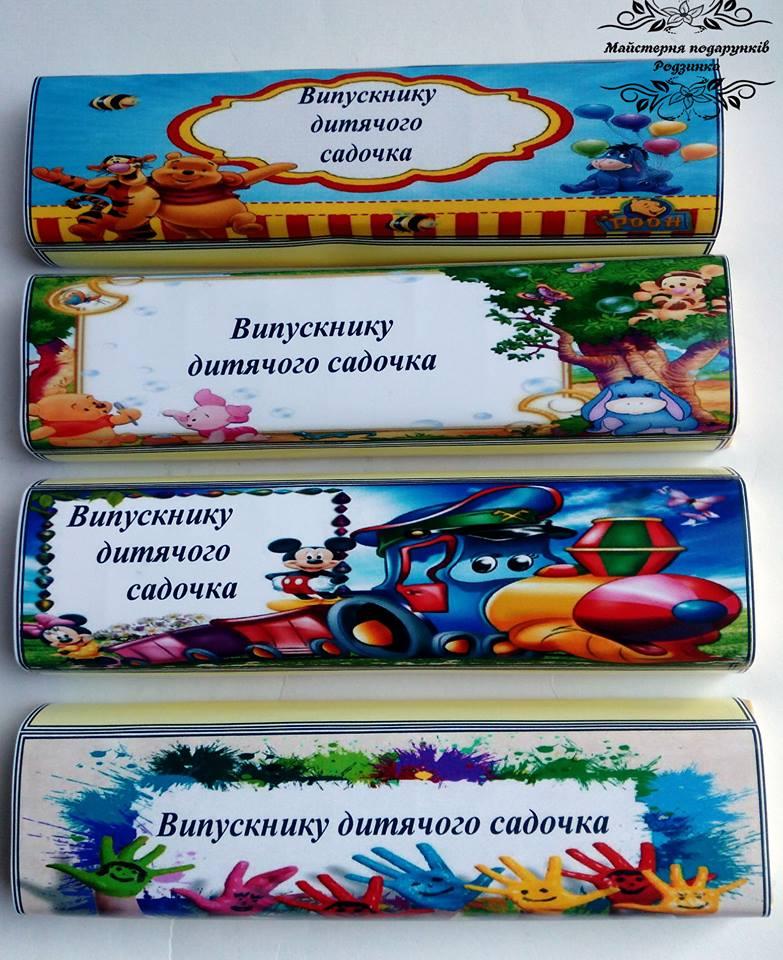 Майстерня подарунків
Родзинка
Випускнику
дитячого
садочка
POOH
Випускнику
дитячого садочка
Випускнику
дитячого
садочка
Випускнику дитячого садочка